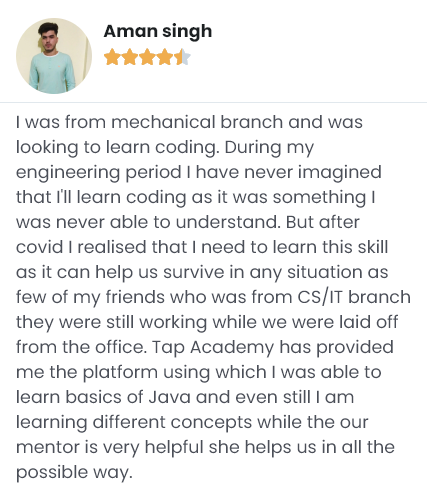 Aman singh
I was from mechanical branch and was
looking to learn coding. During my
engineering period I have never imagined
that I'll learn coding as it was something I
was never able to understand. But after
covid I realised that I need to learn this skill
as it can help us survive in any situation as
few of my friends who was from CS/IT branch
they were still working while we were laid off
from the office. Tap Academy has provided
me the platform using which I was able to
learn basics of Java and even still I am
learning different concepts while the our
mentor is very helpful she helps us in all the
possible way.